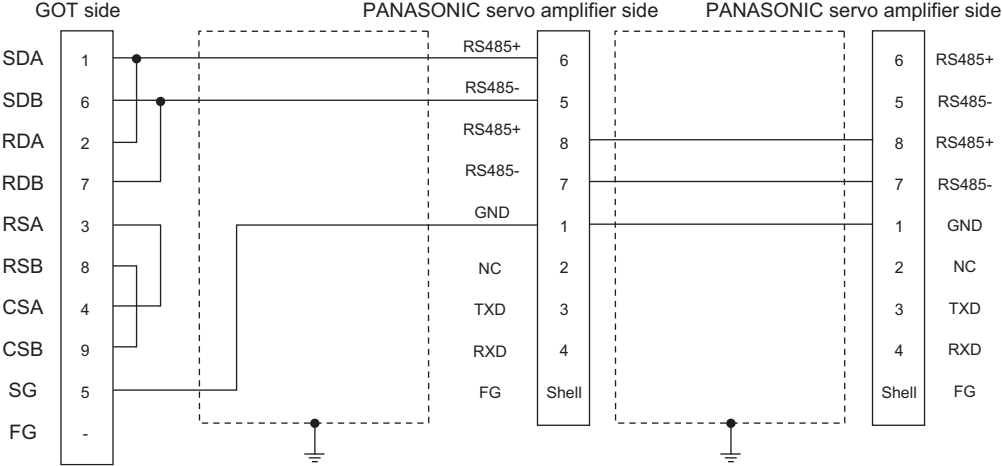 GOT side PANASONIC servo amplifier side PANASONIC servo amplifier side
SDA 1 RS485+ 6 6 RS485+
SDB 6 RS485- 5 5 RS485-
RDA 2 RS485+ 8 8 RS485+
RDB 7 RS485- 7 7 RS485-
RSA 3 GND 1 1 GND
RSB 8 NC 2 2 NC
CSA 4 TXD 3 3 TXD
CSB 9 RXD 4 4 RXD
SG 5 FG Shell Shell FG
FG -